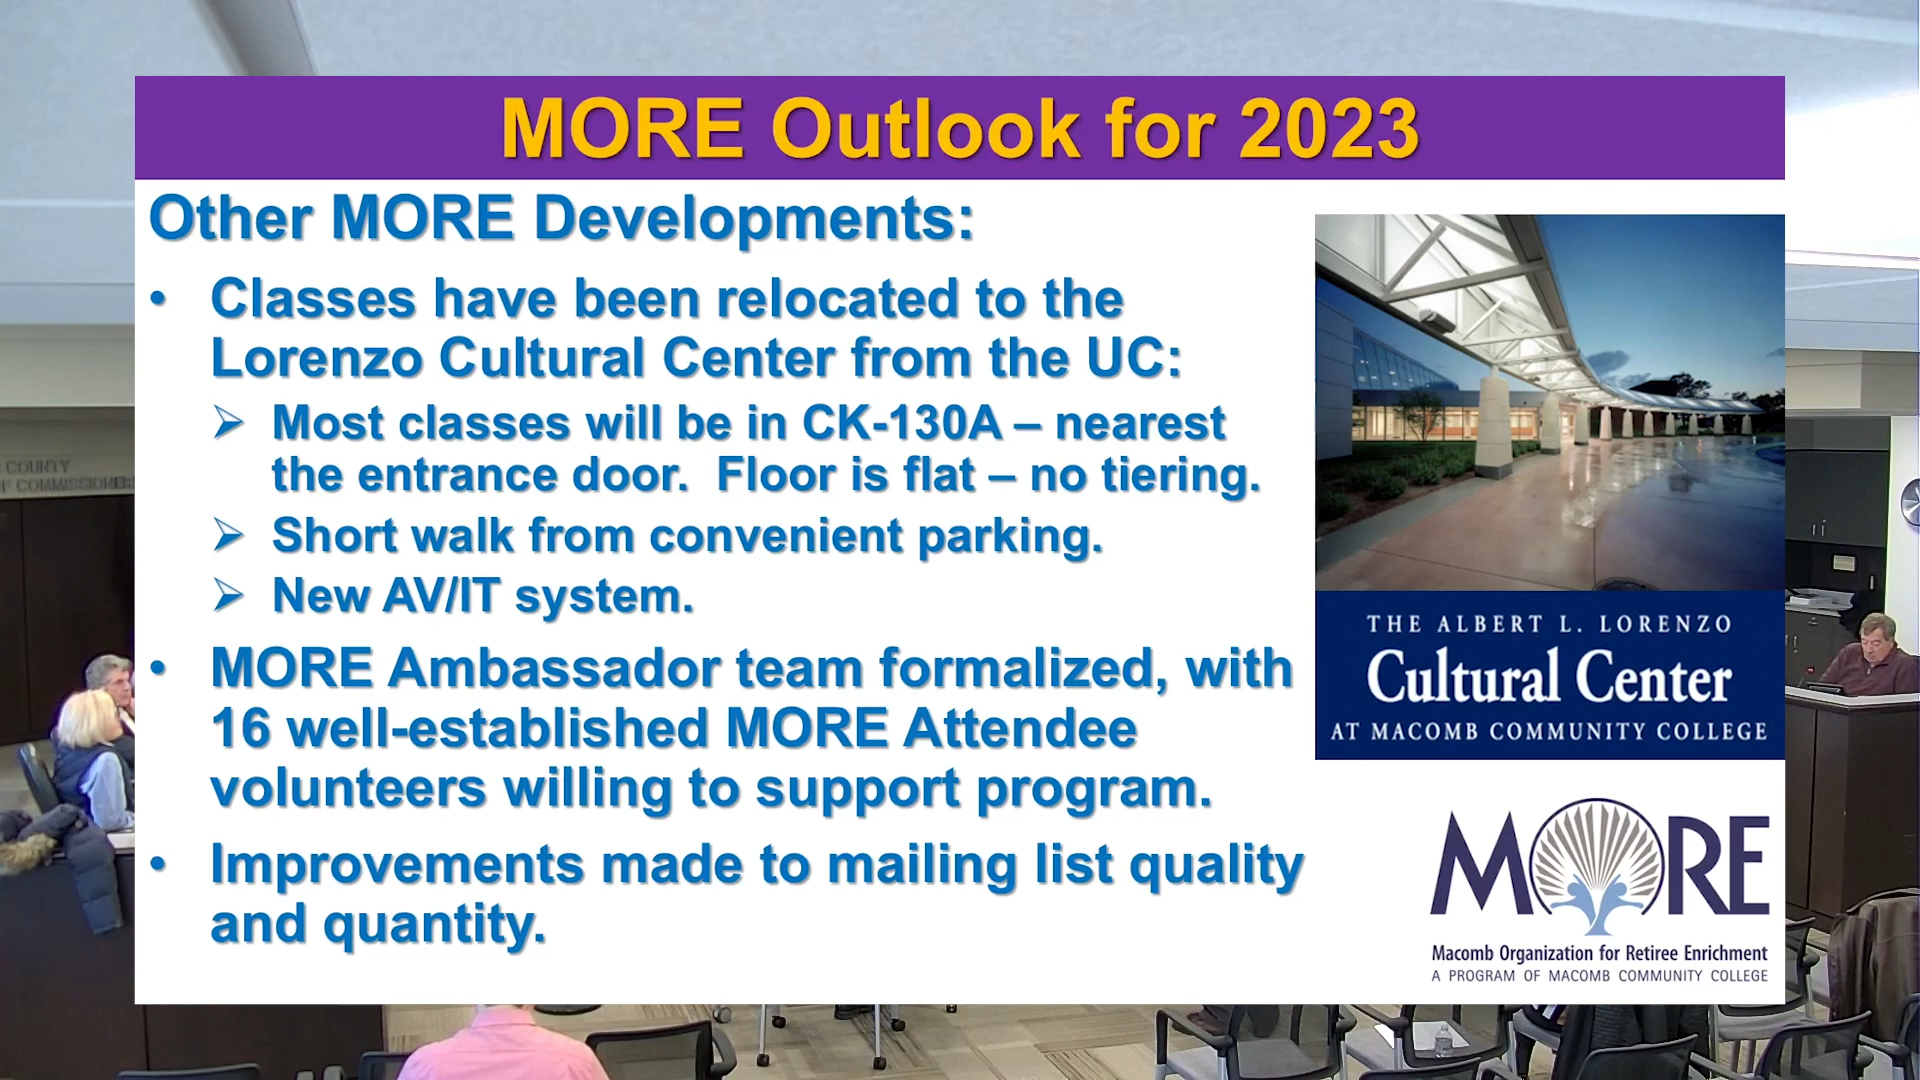 MORE Outlook for 2023
Other MORE Developments:
• Classes have been relocated to the
Lorenzo Cultural Center from the UC:
➢ Most classes will be in CK-130A – nearest
the entrance door.  Floor is flat – no tiering.
➢ Short walk from convenient parking.
➢ New AV/IT system.
• MORE Ambassador team formalized, with
16 well-established MORE Attendee
volunteers willing to support program.
• Improvements made to mailing list quality
and quantity.
THE ALBERT L. LORENZO
Cultural Center
AT MACOMB COMMUNITY COLLEGE
MORE
Macomb Organization for Retiree Enrichment
A PROGRAM OF MACOMB COMMUNITY COLLEGE
COUNTY
F COMMISSIONER